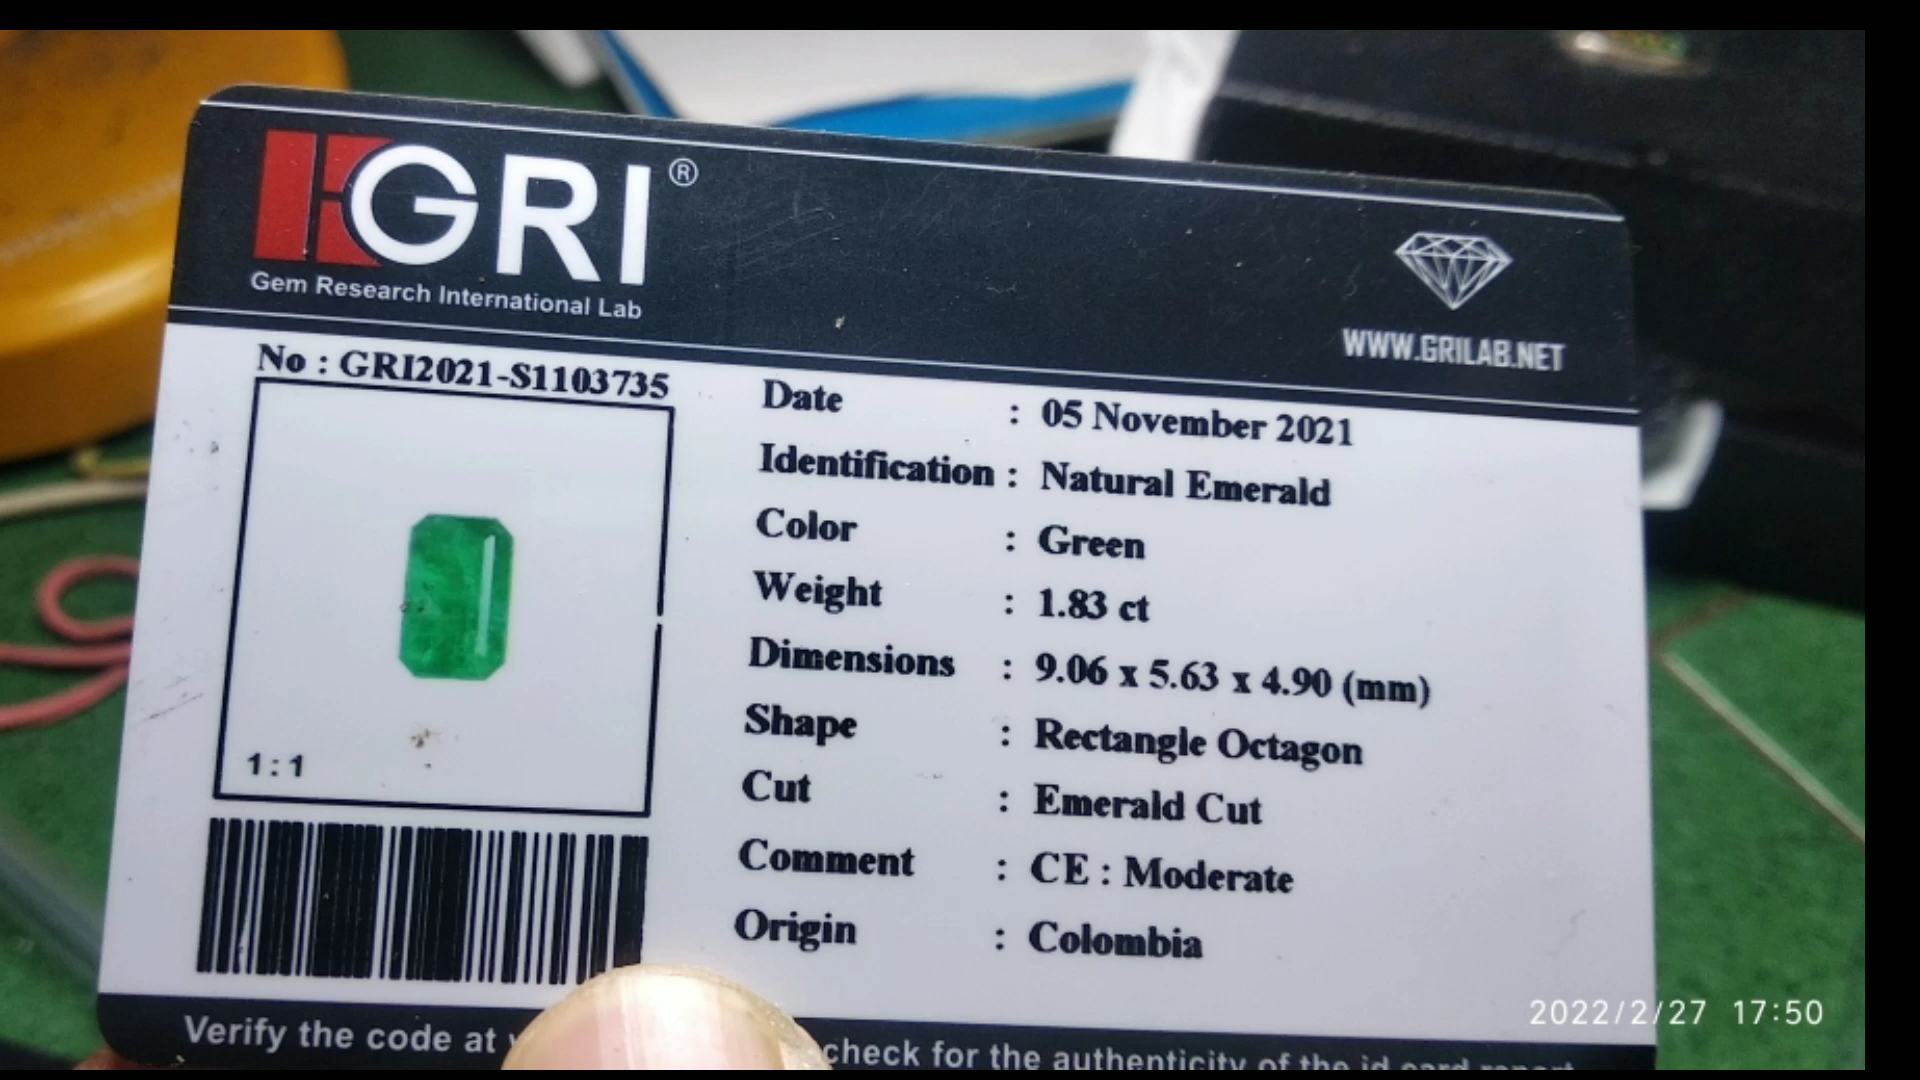 GRI®
Gem Research International Lab
WWW.GRILAB.NET
No : GRI2021-S1103735
1:1
Date : 05 November 2021
Identification : Natural Emerald
Color : Green
Weight : 1.83 ct
Dimensions : 9.06 x 5.63 x 4.90 (mm)
Shape : Rectangle Octagon
Cut : Emerald Cut
Comment : CE : Moderate
Origin : Colombia
Verify the code at check for the authenticity of the id card report
2022/2/27 17:50